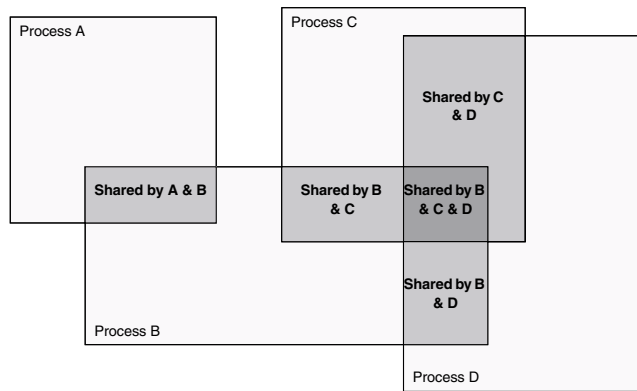 Process A
Process C
Shared by C
& D
Shared by A & B
Shared by B
& C
Shared by B
& C & D
Shared by B
& D
Process B
Process D